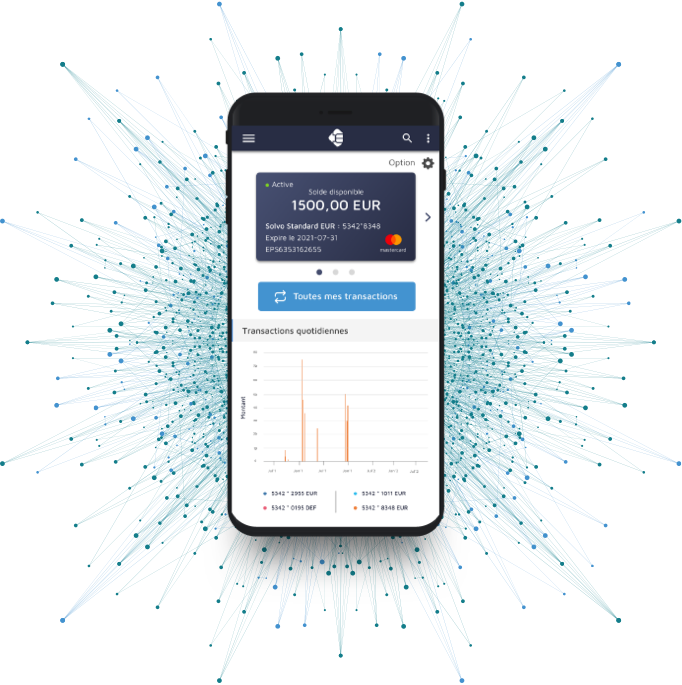 Option
Active
Solde disponible
1500,00 EUR
Solvo Standard EUR : 5342*8348
Expire le 2021-07-31
EPS6353162655
mastercard
Toutes mes transactions
Transactions quotidiennes
Montant
5342 * 2955 EUR
5342 * 1011 EUR
5342 * 0195 DEF
5342 * 8348 EUR